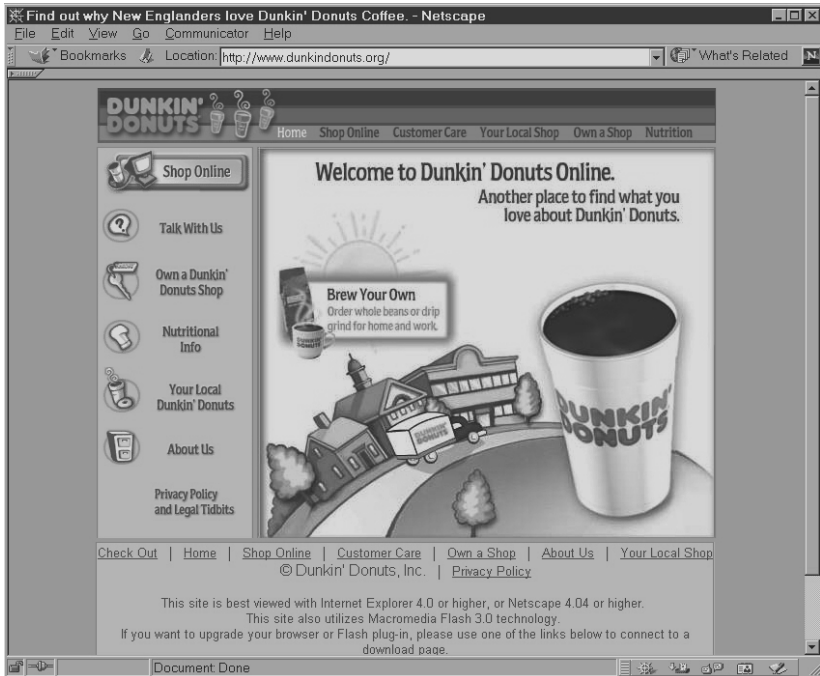 Find out why New Englanders love Dunkin' Donuts Coffee. - Netscape
File Edit View Go Communicator Help
Bookmarks Location: http://www.dunkindonuts.org/ What's Related N
DUNKIN'
DONUTS
Home Shop Online Customer Care Your Local Shop Own a Shop Nutrition
Shop Online
Talk With Us
Own a Dunkin'
Donuts Shop
Nutritional
Info
Your Local
Dunkin' Donuts
About Us
Privacy Policy
and Legal Tidbits
Welcome to Dunkin' Donuts Online.
Another place to find what you
love about Dunkin' Donuts.
Brew Your Own
Order whole beans or drip
grind for home and work.
DUNKIN'
DONUTS
DUNKIN'
DONUTS
DUNKIN'
DONUTS
Check Out | Home | Shop Online | Customer Care | Own a Shop | About Us | Your Local Shop
© Dunkin' Donuts, Inc. | Privacy Policy
This site is best viewed with Internet Explorer 4.0 or higher, or Netscape 4.04 or higher.
This site also utilizes Macromedia Flash 3.0 technology.
If you want to upgrade your browser or Flash plug-in, please use one of the links below to connect to a
download page.
Document Done